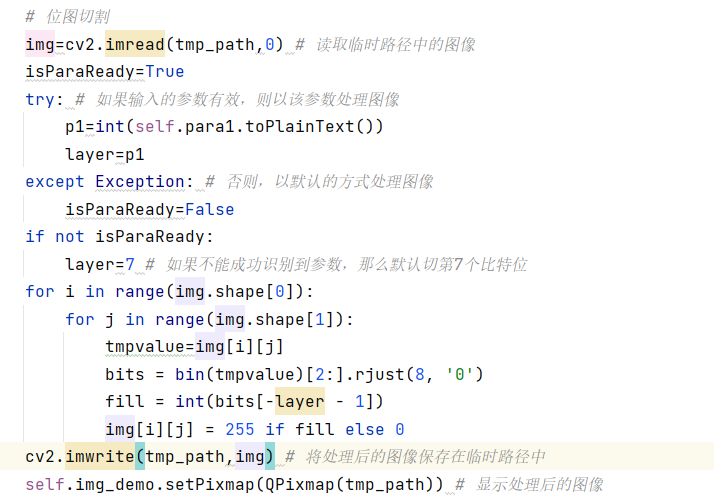 # 位图切割
img=cv2.imread(tmp_path,0) # 读取临时路径中的图像
isParaReady=True
try: # 如果输入的参数有效，则以该参数处理图像
    p1=int(self.para1.toPlainText())
    layer=p1
except Exception: # 否则，以默认的方式处理图像
    isParaReady=False
if not isParaReady:
    layer=7 # 如果不能成功识别到参数，那么默认切第7个比特位
for i in range(img.shape[0]):
    for j in range(img.shape[1]):
        tmpvalue=img[i][j]
        bits = bin(tmpvalue)[2:].rjust(8, '0')
        fill = int(bits[-layer - 1])
        img[i][j] = 255 if fill else 0
cv2.imwrite(tmp_path,img) # 将处理后的图像保存在临时路径中
self.img_demo.setPixmap(QPixmap(tmp_path)) # 显示处理后的图像